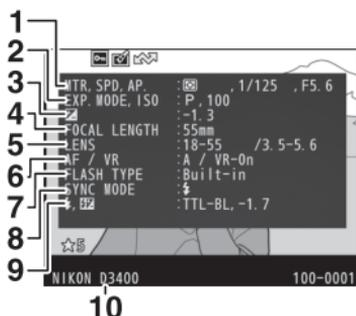 1
2
3
4
5
6
7
8
9
MTR, SPD, AP. : , 1/125 , F5. 6
EXP. MODE, ISO : P, 100
: -1. 3
FOCAL LENGTH : 55mm
LENS : 18-55 /3. 5-5. 6
AF / VR : A / VR-On
FLASH TYPE : Built-in
SYNC MODE :
, : TTL-BL, -1. 7
5
NIKON D3400 100-0001
10